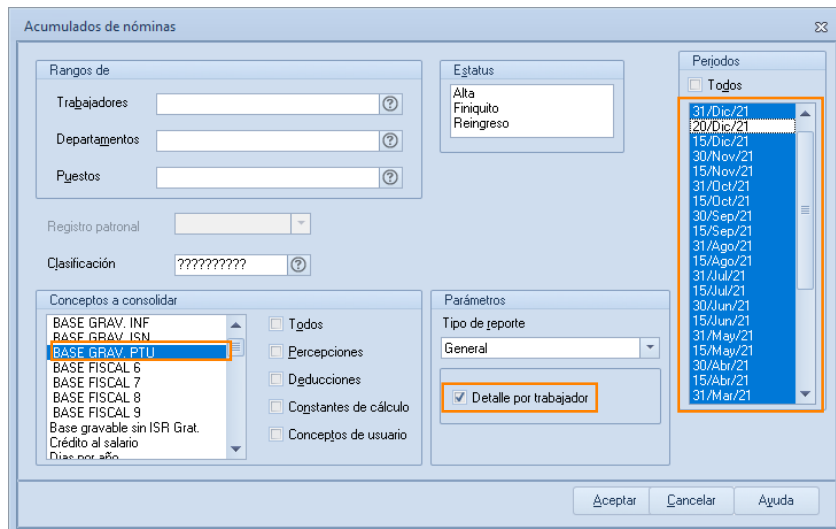 Acumulados de nóminas
Rangos de
Trabajadores
Departamentos
Puestos
Registro patronal
Clasificación
??????????
Estatus
Alta
Finiquito
Reingreso
Periodos
Todos
31/Dic/21
20/Dic/21
15/Dic/21
30/Nov/21
15/Nov/21
31/Oct/21
15/Oct/21
30/Sep/21
15/Sep/21
31/Ago/21
15/Ago/21
31/Jul/21
15/Jul/21
30/Jun/21
15/Jun/21
31/May/21
15/May/21
30/Abr/21
15/Abr/21
31/Mar/21
Conceptos a consolidar
BASE GRAV. INF
BASE GRAV. ISN
BASE GRAV. PTU
BASE FISCAL 6
BASE FISCAL 7
BASE FISCAL 8
BASE FISCAL 9
Base gravable sin ISR Grat.
Crédito al salario
Dias por año
Todos
Percepciones
Deducciones
Constantes de cálculo
Conceptos de usuario
Parámetros
Tipo de reporte
General
Detalle por trabajador
Aceptar
Cancelar
Ayuda